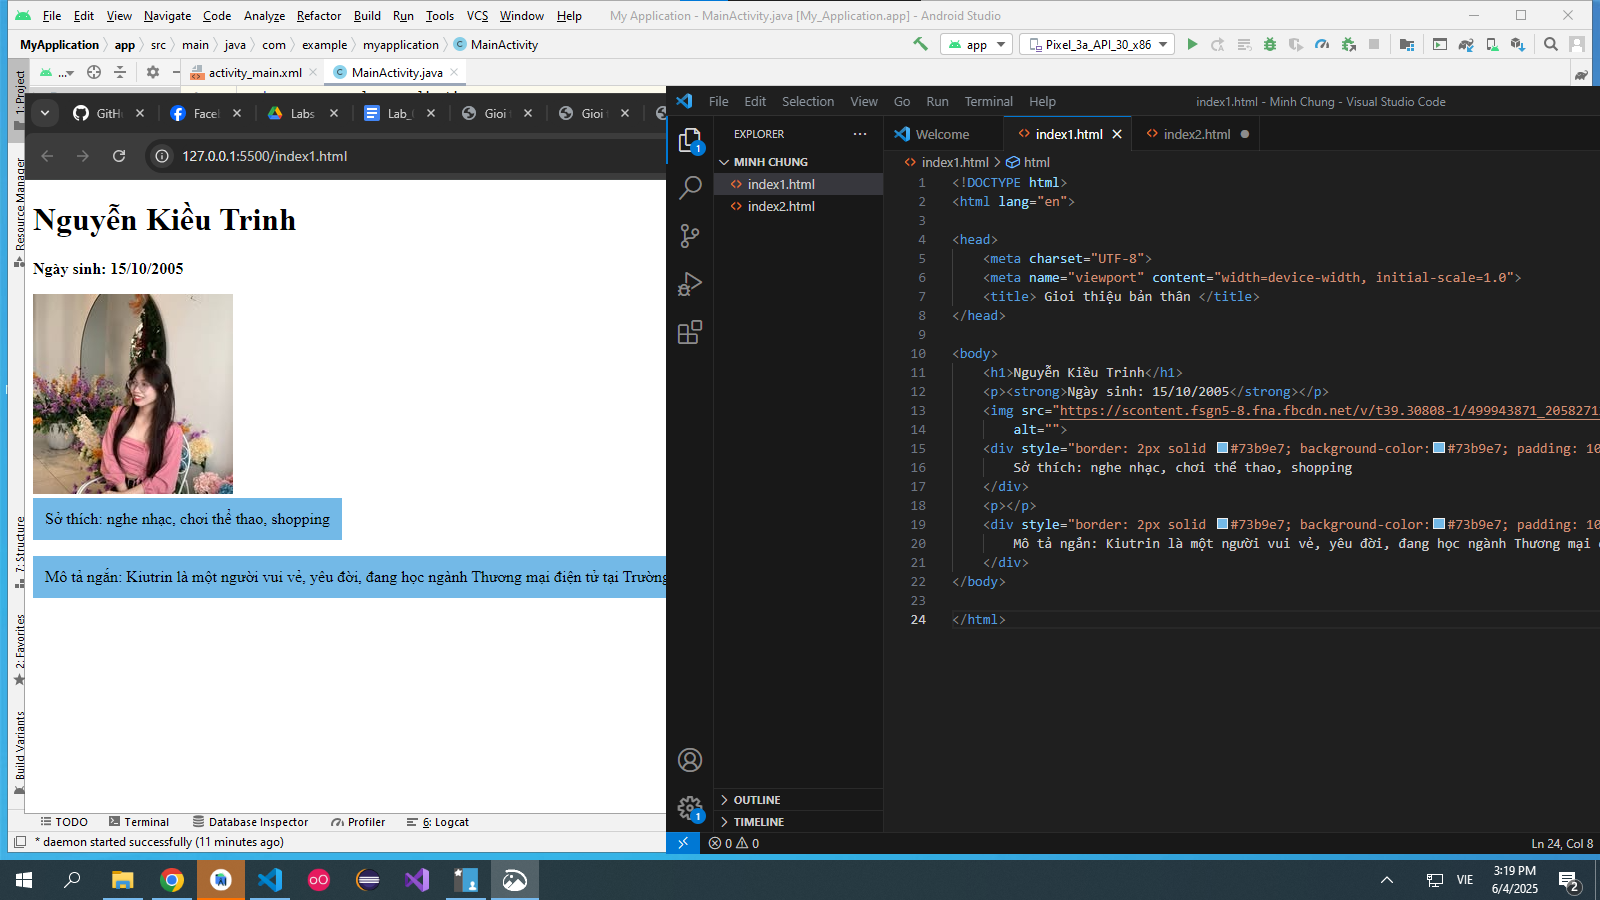 File Edit View Navigate Code Analyze Refactor Build Run Tools VCS Window Help My Application - MainActivity.java [My_Application.app] - Android Studio
MyApplication app src main java com example myapplication MainActivity app Pixel_3a_API_30_x86
... activity_main.xml MainActivity.java
1: Project
Resource Manager
7: Structure
2: Favorites
Build Variants
Labs Lab_ Gioi Gioi
127.0.0.1:5500/index1.html
Nguyễn Kiều Trinh
Ngày sinh: 15/10/2005
Sở thích: nghe nhạc, chơi thể thao, shopping
Mô tả ngắn: Kiutrin là một người vui vẻ, yêu đời, đang học ngành Thương mại điện tử tại Trường
TODO Terminal Database Inspector Profiler 6: Logcat
* daemon started successfully (11 minutes ago)
File Edit Selection View Go Run Terminal Help index1.html - Minh Chung - Visual Studio Code
EXPLORER ... Welcome index1.html index2.html
MINH CHUNG
index1.html
index2.html
OUTLINE
TIMELINE
1
index1.html > html
1 <!DOCTYPE html>
2 <html lang="en">
3
4 <head>
5 <meta charset="UTF-8">
6 <meta name="viewport" content="width=device-width, initial-scale=1.0">
7 <title> Gioi thiệu bản thân </title>
8 </head>
9
10 <body>
11 <h1>Nguyễn Kiều Trinh</h1>
12 <p><strong>Ngày sinh: 15/10/2005</strong></p>
13 <img src="https://scontent.fsgn5-8.fna.fbcdn.net/v/t39.30808-1/499943871_2058271
14 alt="">
15 <div style="border: 2px solid #73b9e7; background-color: #73b9e7; padding: 10
16 Sở thích: nghe nhạc, chơi thể thao, shopping
17 </div>
18 <p></p>
19 <div style="border: 2px solid #73b9e7; background-color: #73b9e7; padding: 10
20 Mô tả ngắn: Kiutrin là một người vui vẻ, yêu đời, đang học ngành Thương mại
21 </div>
22 </body>
23
24 </html>
1
0 0 Ln 24, Col 8
VIE 3:19 PM
6/4/2025 2